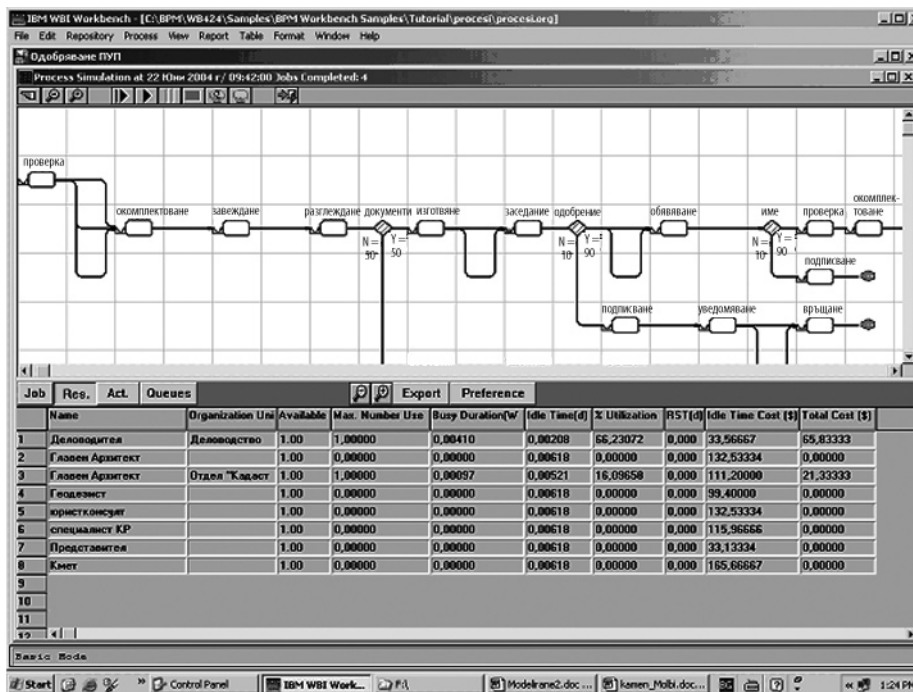 IBM WBI Workbench - [C:\BPM\WB424\Samples\BPM Workbench Samples\Tutorial\procesi\procesi.org]
File Edit Repository Process View Report Table Format Window Help
Одобряване ПУП
Process Simulation at 22 Юни 2004 г/ 09:42:00 Jobs Completed: 4
проверка
окомплектоване завеждане разглеждане документи изготвяне заседание одобрение обявяване име проверка окомплек-
товане
N = Y = N = Y = N = Y =
50 50 10 90 10 90
подписване
подписване уведомяване връщане
Job Res. Act. Queues Export Preference
Name Organization Uni Available Max. Number Use Busy Duration(W Idle Time(d) % Utilization RST(d) Idle Time Cost ($) Total Cost ($)
1 Деловодител Деловодство 1.00 1,00000 0,00410 0,00208 66,23072 0,000 33,56667 65,83333
2 Главен Архитект 1.00 0,00000 0,00000 0,00618 0,00000 0,000 132,53334 0,00000
3 Главен Архитект Отдел "Кадаст 1.00 1,00000 0,00097 0,00521 16,09658 0,000 111,20000 21,33333
4 Геодезист 1.00 0,00000 0,00000 0,00618 0,00000 0,000 99,40000 0,00000
5 юристконсулт 1.00 0,00000 0,00000 0,00618 0,00000 0,000 132,53334 0,00000
6 специалист КР 1.00 0,00000 0,00000 0,00618 0,00000 0,000 115,96666 0,00000
7 Представител 1.00 0,00000 0,00000 0,00618 0,00000 0,000 33,13334 0,00000
8 Кмет 1.00 0,00000 0,00000 0,00618 0,00000 0,000 165,66667 0,00000
9
10
11
12
Basic Mode
Start » Control Panel IBM WBI Work... F:\ Modelirane2.doc ... kamen_Molbi.doc... « 1:24 PM